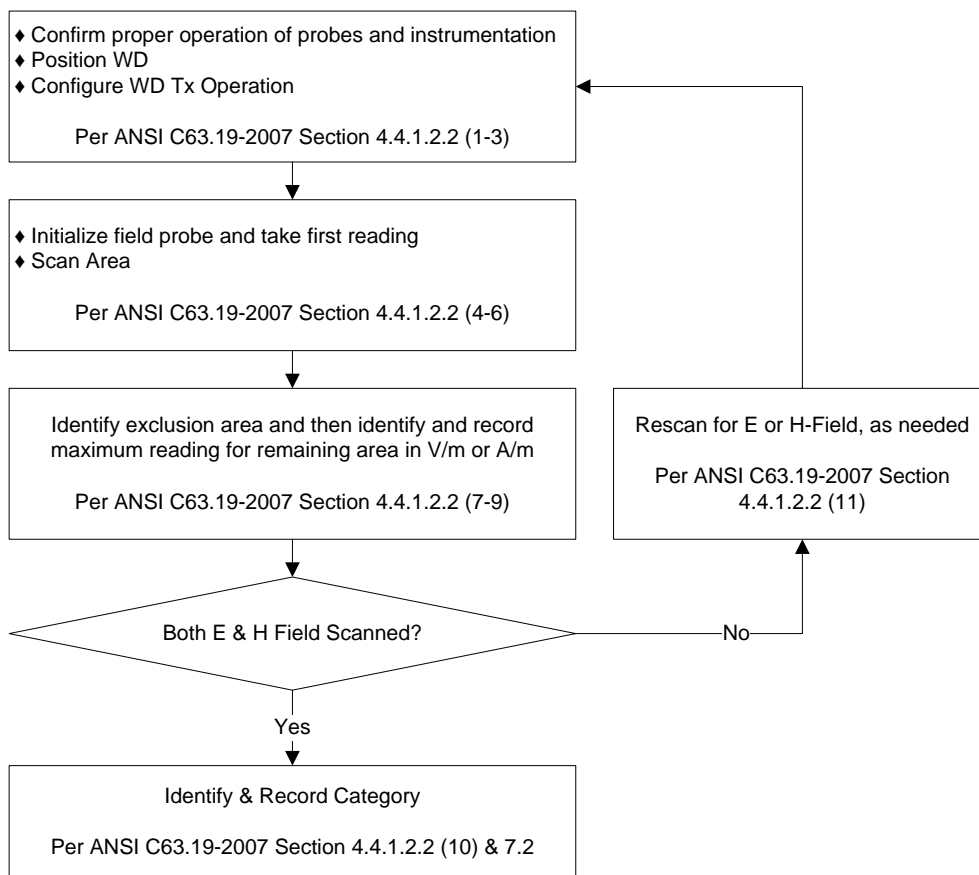 ♦ Confirm proper operation of probes and instrumentation
♦ Position WD
♦ Configure WD Tx Operation
Per ANSI C63.19-2007 Section 4.4.1.2.2 (1-3)
♦ Initialize field probe and take first reading
♦ Scan Area
Per ANSI C63.19-2007 Section 4.4.1.2.2 (4-6)
Identify exclusion area and then identify and record
maximum reading for remaining area in V/m or A/m
Per ANSI C63.19-2007 Section 4.4.1.2.2 (7-9)
Rescan for E or H-Field, as needed
Per ANSI C63.19-2007 Section
4.4.1.2.2 (11)
Both E & H Field Scanned?
No
Yes
Identify & Record Category
Per ANSI C63.19-2007 Section 4.4.1.2.2 (10) & 7.2